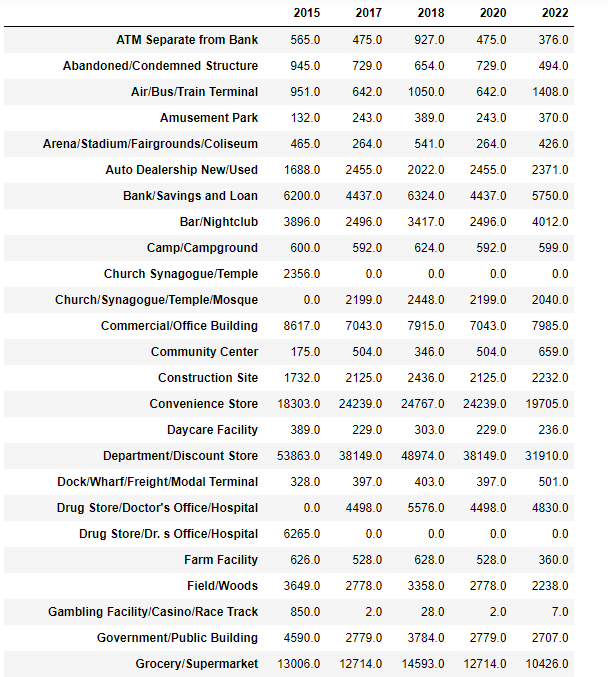 2015 2017 2018 2020 2022
ATM Separate from Bank 565.0 475.0 927.0 475.0 376.0
Abandoned/Condemned Structure 945.0 729.0 654.0 729.0 494.0
Air/Bus/Train Terminal 951.0 642.0 1050.0 642.0 1408.0
Amusement Park 132.0 243.0 389.0 243.0 370.0
Arena/Stadium/Fairgrounds/Coliseum 465.0 264.0 541.0 264.0 426.0
Auto Dealership New/Used 1688.0 2455.0 2022.0 2455.0 2371.0
Bank/Savings and Loan 6200.0 4437.0 6324.0 4437.0 5750.0
Bar/Nightclub 3896.0 2496.0 3417.0 2496.0 4012.0
Camp/Campground 600.0 592.0 624.0 592.0 599.0
Church Synagogue/Temple 2356.0 0.0 0.0 0.0 0.0
Church/Synagogue/Temple/Mosque 0.0 2199.0 2448.0 2199.0 2040.0
Commercial/Office Building 8617.0 7043.0 7915.0 7043.0 7985.0
Community Center 175.0 504.0 346.0 504.0 659.0
Construction Site 1732.0 2125.0 2436.0 2125.0 2232.0
Convenience Store 18303.0 24239.0 24767.0 24239.0 19705.0
Daycare Facility 389.0 229.0 303.0 229.0 236.0
Department/Discount Store 53863.0 38149.0 48974.0 38149.0 31910.0
Dock/Wharf/Freight/Modal Terminal 328.0 397.0 403.0 397.0 501.0
Drug Store/Doctor's Office/Hospital 0.0 4498.0 5576.0 4498.0 4830.0
Drug Store/Dr. s Office/Hospital 6265.0 0.0 0.0 0.0 0.0
Farm Facility 626.0 528.0 628.0 528.0 360.0
Field/Woods 3649.0 2778.0 3358.0 2778.0 2238.0
Gambling Facility/Casino/Race Track 850.0 2.0 28.0 2.0 7.0
Government/Public Building 4590.0 2779.0 3784.0 2779.0 2707.0
Grocery/Supermarket 13006.0 12714.0 14593.0 12714.0 10426.0